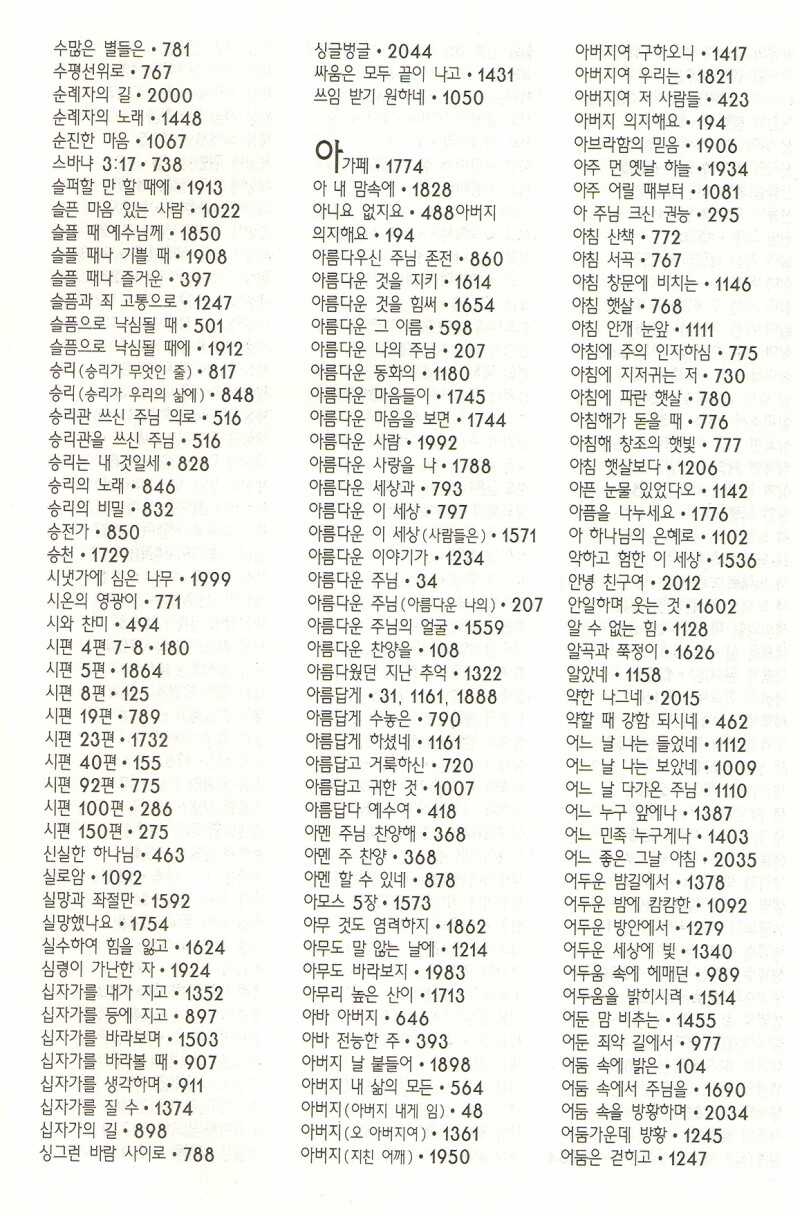 수많은 별들은 • 781
수평선위로 • 767
순례자의 길 • 2000
순례자의 노래 • 1448
순진한 마음 • 1067
스바냐 3:17 • 738
슬퍼할 만 할 때에 • 1913
슬픈 마음 있는 사람 • 1022
슬플 때 예수님께 • 1850
슬플 때나 기쁠 때 • 1908
슬플 때나 즐거운 • 397
슬픔과 죄 고통으로 • 1247
슬픔으로 낙심될 때 • 501
슬픔으로 낙심될 때에 • 1912
승리(승리가 무엇인 줄) • 817
승리(승리가 우리의 삶에) • 848
승리관 쓰신 주님 의로 • 516
승리관을 쓰신 주님 • 516
승리는 내 것일세 • 828
승리의 노래 • 846
승리의 비밀 • 832
승전가 • 850
승천 • 1729
시냇가에 심은 나무 • 1999
시온의 영광이 • 771
시와 찬미 • 494
시편 4편 7-8 • 180
시편 5편 • 1864
시편 8편 • 125
시편 19편 • 789
시편 23편 • 1732
시편 40편 • 155
시편 92편 • 775
시편 100편 • 286
시편 150편 • 275
신실한 하나님 • 463
실로암 • 1092
실망과 좌절만 • 1592
실망했나요 • 1754
실수하여 힘을 잃고 • 1624
심령이 가난한 자 • 1924
십자가를 내가 지고 • 1352
십자가를 등에 지고 • 897
십자가를 바라보며 • 1503
십자가를 바라볼 때 • 907
십자가를 생각하며 • 911
십자가를 질 수 • 1374
십자가의 길 • 898
싱그런 바람 사이로 • 788
싱글벙글 • 2044
싸움은 모두 끝이 나고 • 1431
쓰임 받기 원하네 • 1050
아가페 • 1774
아 내 맘속에 • 1828
아니요 없지요 • 488아버지
의지해요 • 194
아름다우신 주님 존전 • 860
아름다운 것을 지키 • 1614
아름다운 것을 힘써 • 1654
아름다운 그 이름 • 598
아름다운 나의 주님 • 207
아름다운 동화의 • 1180
아름다운 마음들이 • 1745
아름다운 마음을 보면 • 1744
아름다운 사람 • 1992
아름다운 사랑을 나 • 1788
아름다운 세상과 • 793
아름다운 이 세상 • 797
아름다운 이 세상(사람들은) • 1571
아름다운 이야기가 • 1234
아름다운 주님 • 34
아름다운 주님(아름다운 나의) • 207
아름다운 주님의 얼굴 • 1559
아름다운 찬양을 • 108
아름다웠던 지난 추억 • 1322
아름답게 • 31, 1161, 1888
아름답게 수놓은 • 790
아름답게 하셨네 • 1161
아름답고 거룩하신 • 720
아름답고 귀한 것 • 1007
아름답다 예수여 • 418
아멘 주님 찬양해 • 368
아멘 주 찬양 • 368
아멘 할 수 있네 • 878
아모스 5장 • 1573
아무 것도 염려하지 • 1862
아무도 말 않는 날에 • 1214
아무도 바라보지 • 1983
아무리 높은 산이 • 1713
아바 아버지 • 646
아바 전능한 주 • 393
아버지 날 붙들어 • 1898
아버지 내 삶의 모든 • 564
아버지(아버지 내게 임) • 48
아버지(오 아버지여) • 1361
아버지(지친 어깨) • 1950
아버지여 구하오니 • 1417
아버지여 우리는 • 1821
아버지여 저 사람들 • 423
아버지 의지해요 • 194
아브라함의 믿음 • 1906
아주 먼 옛날 하늘 • 1934
아주 어릴 때부터 • 1081
아 주님 크신 권능 • 295
아침 산책 • 772
아침 서곡 • 767
아침 창문에 비치는 • 1146
아침 햇살 • 768
아침 안개 눈앞 • 1111
아침에 주의 인자하심 • 775
아침에 지저귀는 저 • 730
아침에 파란 햇살 • 780
아침해가 돋을 때 • 776
아침해 창조의 햇빛 • 777
아침 햇살보다 • 1206
아픈 눈물 있었다오 • 1142
아픔을 나누세요 • 1776
아 하나님의 은혜로 • 1102
악하고 험한 이 세상 • 1536
안녕 친구여 • 2012
안일하며 웃는 것 • 1602
알 수 없는 힘 • 1128
알곡과 쭉정이 • 1626
알았네 • 1158
약한 나그네 • 2015
약할 때 강함 되시네 • 462
어느 날 나는 들었네 • 1112
어느 날 나는 보았네 • 1009
어느 날 다가온 주님 • 1110
어느 누구 앞에나 • 1387
어느 민족 누구게나 • 1403
어느 좋은 그날 아침 • 2035
어두운 밤길에서 • 1378
어두운 밤에 캄캄한 • 1092
어두운 방안에서 • 1279
어두운 세상에 빛 • 1340
어두움 속에 헤매던 • 989
어두움을 밝히시려 • 1514
어둔 맘 비추는 • 1455
어둔 죄악 길에서 • 977
어둠 속에 밝은 • 104
어둠 속에서 주님을 • 1690
어둠 속을 방황하며 • 2034
어둠가운데 방황 • 1245
어둠은 걷히고 • 1247